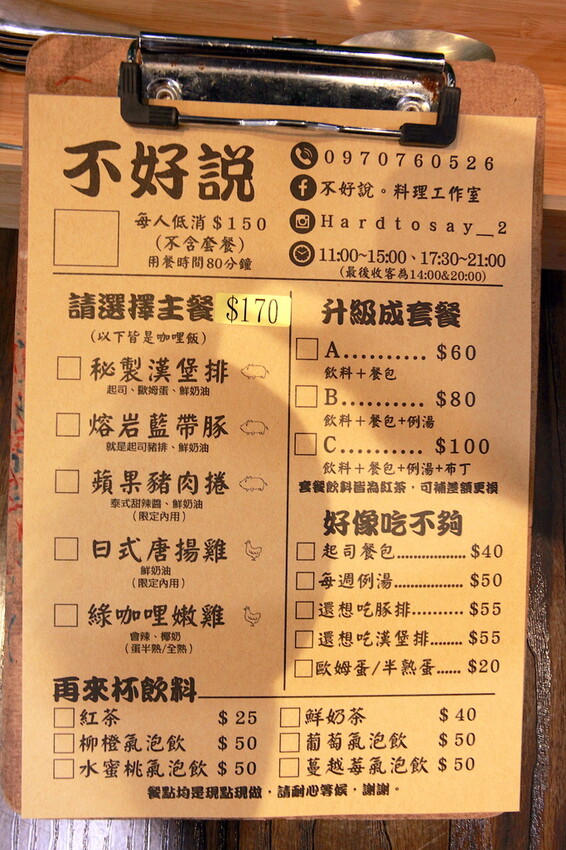 不好説
0970760526
不好說。料理工作室
Hardtosay_2
11:00~15:00、17:30~21:00
(最後收客為14:00&20:00)
每人低消$150
(不含套餐)
用餐時間80分鐘
請選擇主餐 $170
(以下皆是咖哩飯)
秘製漢堡排
起司、歐姆蛋、鮮奶油
熔岩藍帶豚
就是起司豬排、鮮奶油
蘋果豬肉捲
泰式甜辣醬、鮮奶油
(限定內用)
日式唐揚雞
鮮奶油
(限定內用)
綠咖哩嫩雞
會辣、椰奶
(蛋半熟/全熟)
升級成套餐
A.......... $60
飲料+餐包
B.......... $80
飲料+餐包+例湯
C.......... $100
飲料+餐包+例湯+布丁
套餐飲料皆為紅茶,可補差額更換
好像吃不夠
起司餐包.................. $40
每週例湯.............. $50
還想吃豚排.......... $55
還想吃漢堡排........ $55
歐姆蛋/半熟蛋...... $20
再來杯飲料
紅茶 $25
鮮奶茶 $40
柳橙氣泡飲 $50
葡萄氣泡飲 $50
水蜜桃氣泡飲 $50
蔓越莓氣泡飲 $50
餐點均是現點現做,請耐心等候,謝謝。